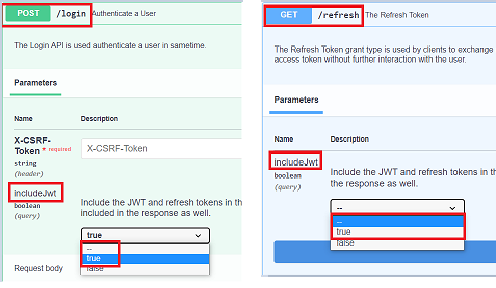 POST /login Authenticate a User
The Login API is used authenticate a user in sametime.
Parameters
Name Description
X-CSRF-
Token * required
string
(header)
X-CSRF-Token
includeJwt
boolean
(query)
Include the JWT and refresh tokens in th
included in the response as well.
true
--
true
false
Request body
GET /refresh The Refresh Token
The Refresh Token grant type is used by clients to exchange
access token without further interaction with the user.
Parameters
Name Description
includeJwt
boolean
(query)
Include the JWT and refresh tokens in the
the response as well.
--
--
true
false